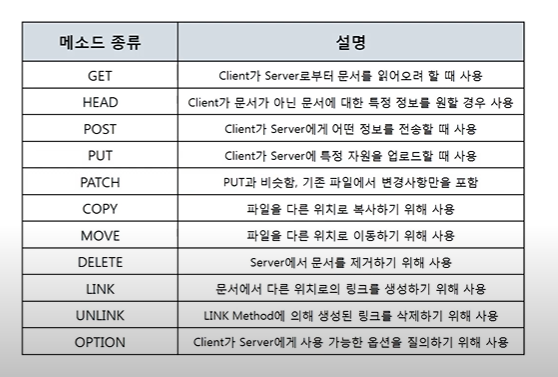 메소드 종류 설명
GET Client가 Server로부터 문서를 읽어오려 할 때 사용
HEAD Client가 문서가 아닌 문서에 대한 특정 정보를 원할 경우 사용
POST Client가 Server에게 어떤 정보를 전송할 때 사용
PUT Client가 Server에 특정 자원을 업로드할 때 사용
PATCH PUT과 비슷함, 기존 파일에서 변경사항만을 포함
COPY 파일을 다른 위치로 복사하기 위해 사용
MOVE 파일을 다른 위치로 이동하기 위해 사용
DELETE Server에서 문서를 제거하기 위해 사용
LINK 문서에서 다른 위치로의 링크를 생성하기 위해 사용
UNLINK LINK Method에 의해 생성된 링크를 삭제하기 위해 사용
OPTION Client가 Server에게 사용 가능한 옵션을 질의하기 위해 사용